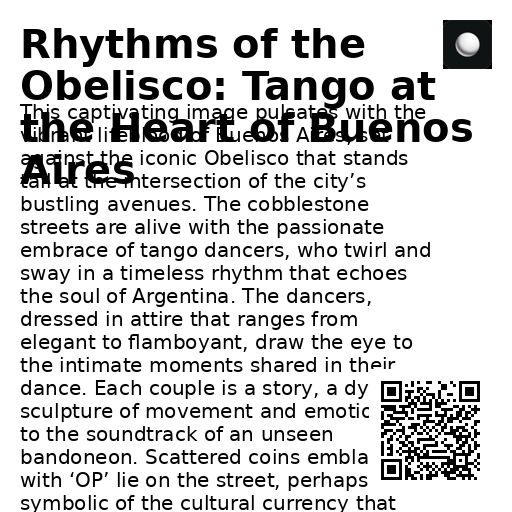 Rhythms of the
Obelisco: Tango at
the Heart of Buenos
Aires
This captivating image pulsates with the
vibrant lifeblood of Buenos Aires, set
against the iconic Obelisco that stands
tall at the intersection of the city’s
bustling avenues. The cobblestone
streets are alive with the passionate
embrace of tango dancers, who twirl and
sway in a timeless rhythm that echoes
the soul of Argentina. The dancers,
dressed in attire that ranges from
elegant to flamboyant, draw the eye to
the intimate moments shared in their
dance. Each couple is a story, a dy
sculpture of movement and emoti
to the soundtrack of an unseen
bandoneon. Scattered coins embla
with ‘OP’ lie on the street, perhaps
symbolic of the cultural currency that